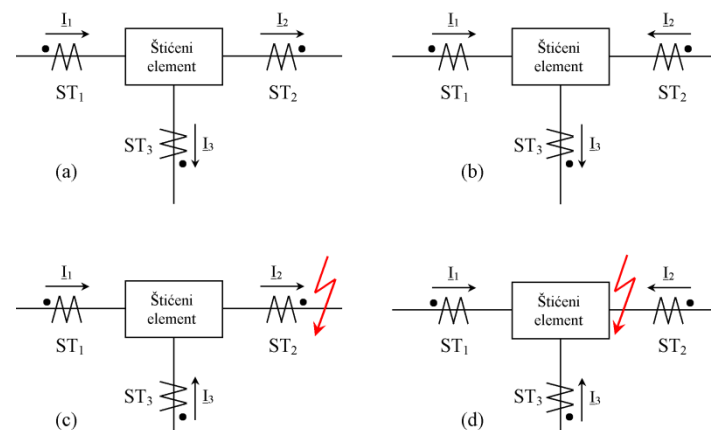 I1
Štićeni
element
I2
ST1
ST2
ST3
I3
(a)
I1
Štićeni
element
I2
ST1
ST2
ST3
I3
(b)
I1
Štićeni
element
I2
ST1
ST2
ST3
I3
(c)
I1
Štićeni
element
I2
ST1
ST2
ST3
I3
(d)